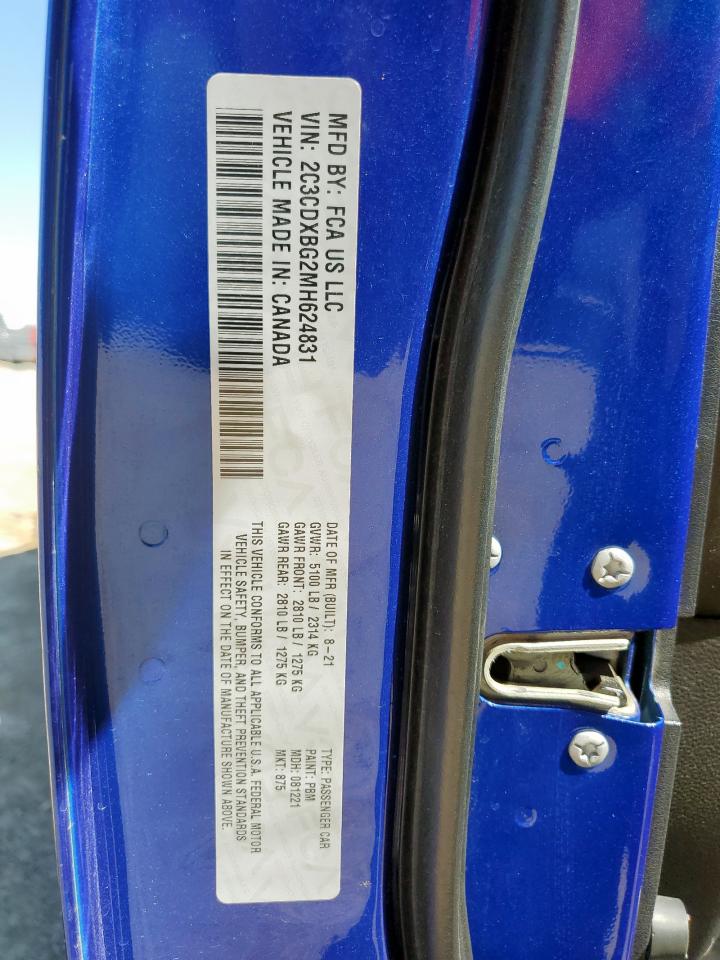 MFD BY: FCA US LLC
VIN: 2C3CDXBG2MH624831
VEHICLE MADE IN: CANADA
DATE OF MFR (BUILT): 8-21
GVWR: 5100 LB / 2314 KG
GAWR FRONT: 2810 LB / 1275 KG
GAWR REAR: 2810 LB / 1275 KG
TYPE: PASSENGER CAR
PAINT: PBM
MDH: 081221
MKT: 875
THIS VEHICLE CONFORMS TO ALL APPLICABLE U.S.A. FEDERAL MOTOR
VEHICLE SAFETY, BUMPER, AND THEFT PREVENTION STANDARDS
IN EFFECT ON THE DATE OF MANUFACTURE SHOWN ABOVE.